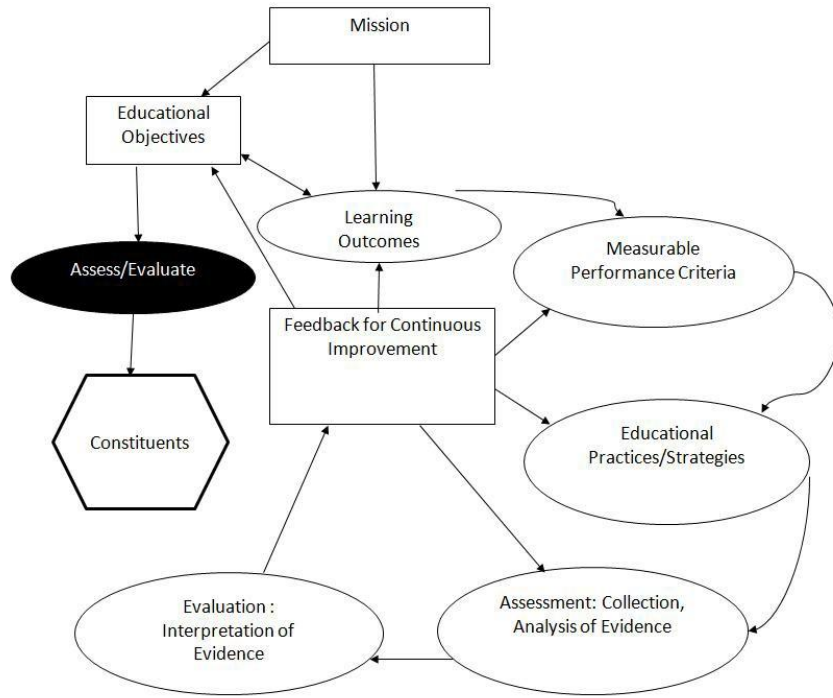 Mission
Educational
Objectives
Learning
Outcomes
Measurable
Performance Criteria
Assess/Evaluate
Feedback for Continuous
Improvement
Constituents
Educational
Practices/Strategies
Evaluation :
Interpretation of
Evidence
Assessment: Collection,
Analysis of Evidence